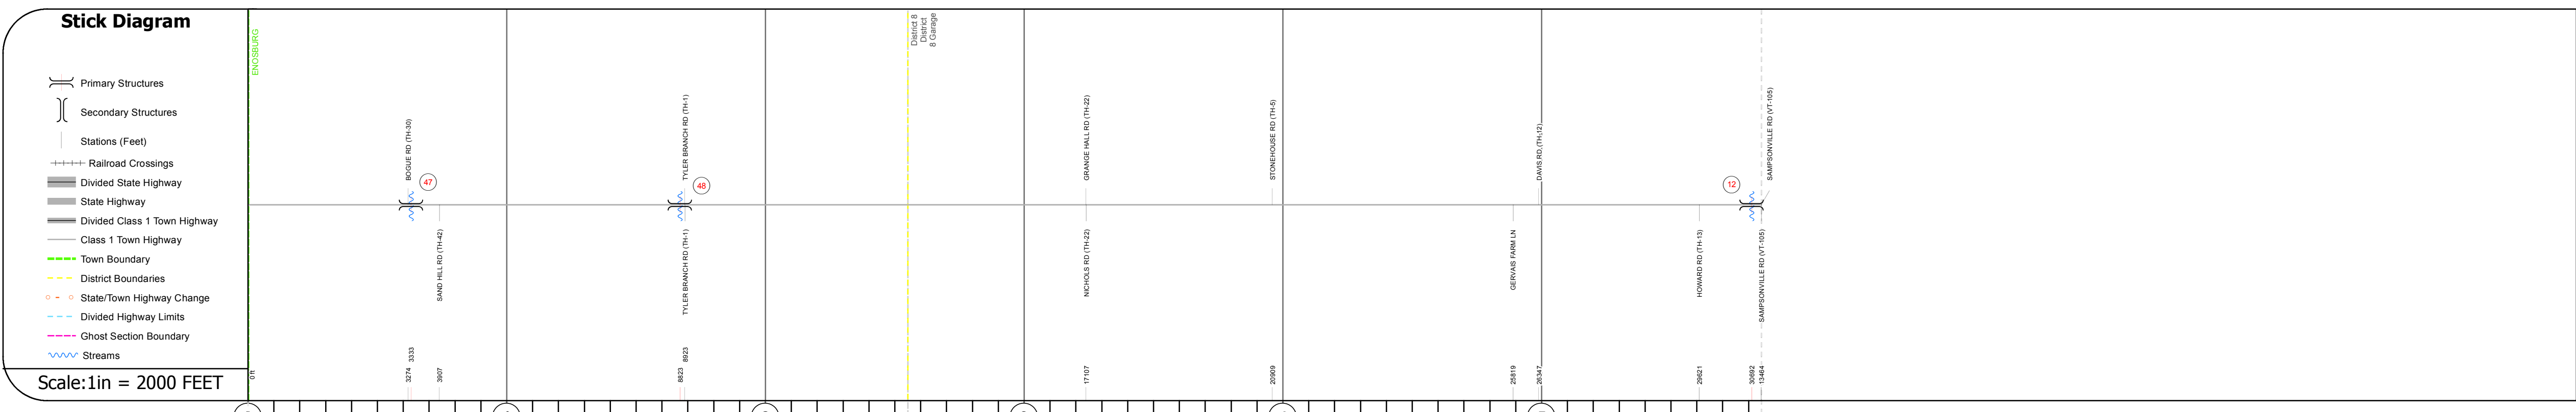 Stick Diagram
Primary Structures
Secondary Structures
Stations (Feet)
Railroad Crossings
Divided State Highway
State Highway
Divided Class 1 Town Highway
Class 1 Town Highway
Town Boundary
District Boundaries
State/Town Highway Change
Divided Highway Limits
Ghost Section Boundary
Streams
Scale:1in = 2000 FEET
ENOSBURG
District 8
District
8 Garage
BOGUE RD (TH-30)
47
TYLER BRANCH RD (TH-1)
48
GRANGE HALL RD (TH-22)
STONEHOUSE RD (TH-5)
DAVIS RD, (TH-12)
12
SAMPSONVILLE RD (VT-105)
SAND HILL RD (TH-42)
TYLER BRANCH RD (TH-1)
NICHOLS RD (TH-22)
GERVAIS FARM LN
HOWARD RD (TH-13)
SAMPSONVILLE RD (VT-105)
0 ft
3274
3333
3907
8823
8923
17107
20909
25819
26347
29621
30692
13464